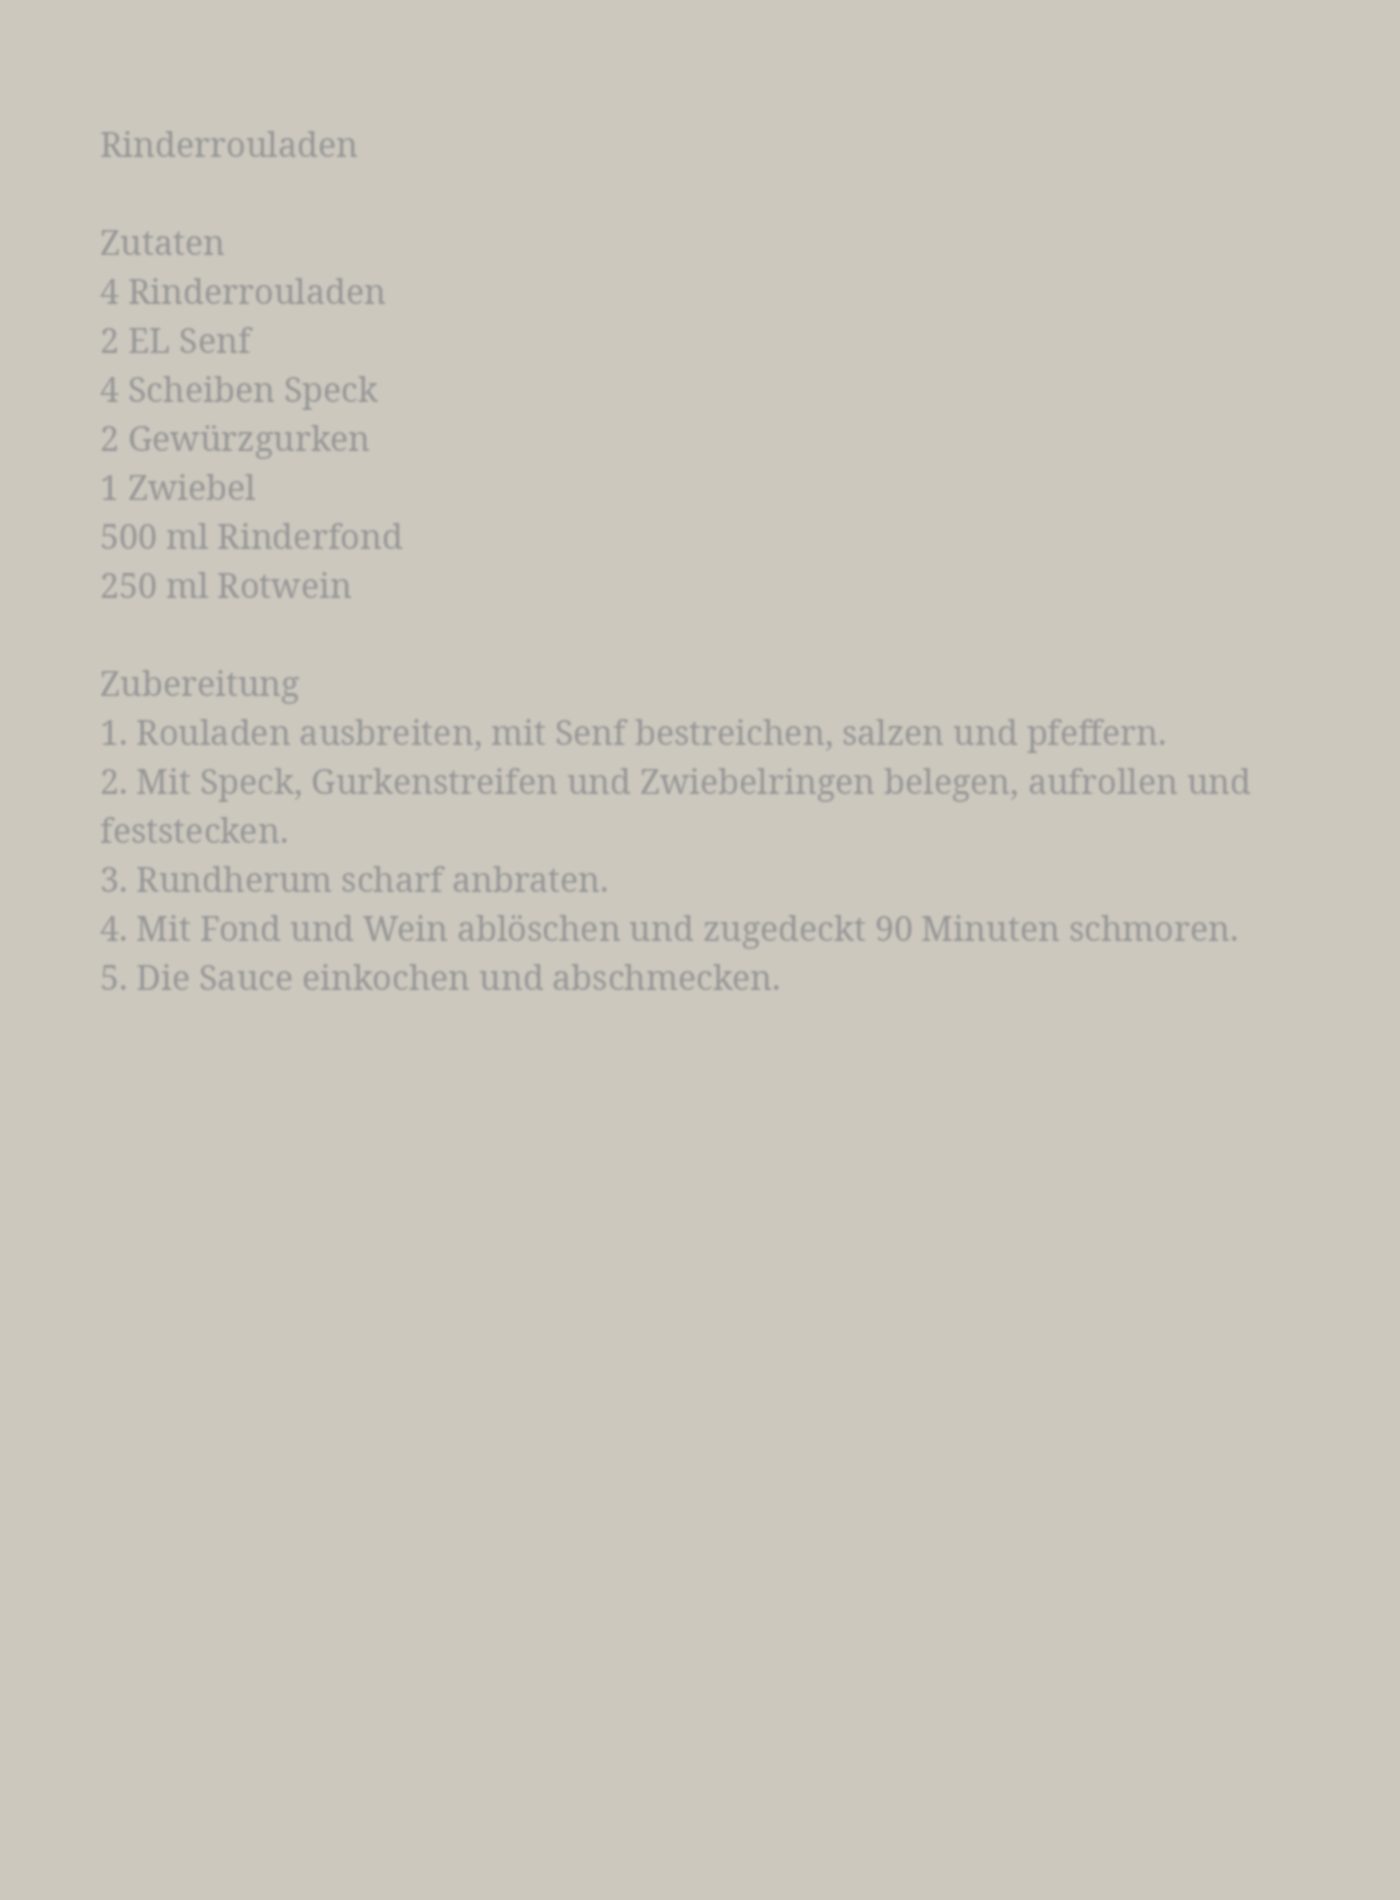 Rinderrouladen
Zutaten
4 Rinderrouladen
2 EL Senf
4 Scheiben Speck
2 Gewürzgurken
1 Zwiebel
500 ml Rinderfond
250 ml Rotwein
Zubereitung
1. Rouladen ausbreiten, mit Senf bestreichen, salzen und pfeffern.
2. Mit Speck, Gurkenstreifen und Zwiebelringen belegen, aufrollen und
feststecken.
3. Rundherum scharf anbraten.
4. Mit Fond und Wein ablöschen und zugedeckt 90 Minuten schmoren.
5. Die Sauce einkochen und abschmecken.